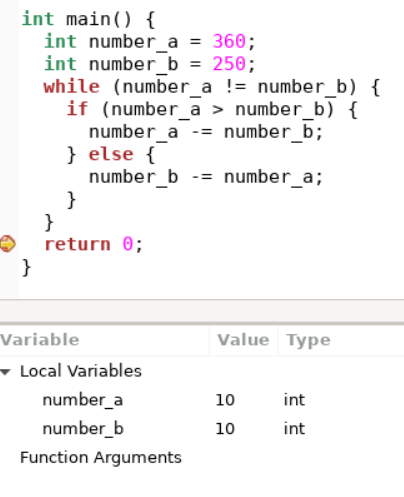 int main() {
  int number_a = 360;
  int number_b = 250;
  while (number_a != number_b) {
    if (number_a > number_b) {
      number_a -= number_b;
    } else {
      number_b -= number_a;
    }
  }
  return 0;
}
Variable Value Type
Local Variables
number_a 10 int
number_b 10 int
Function Arguments